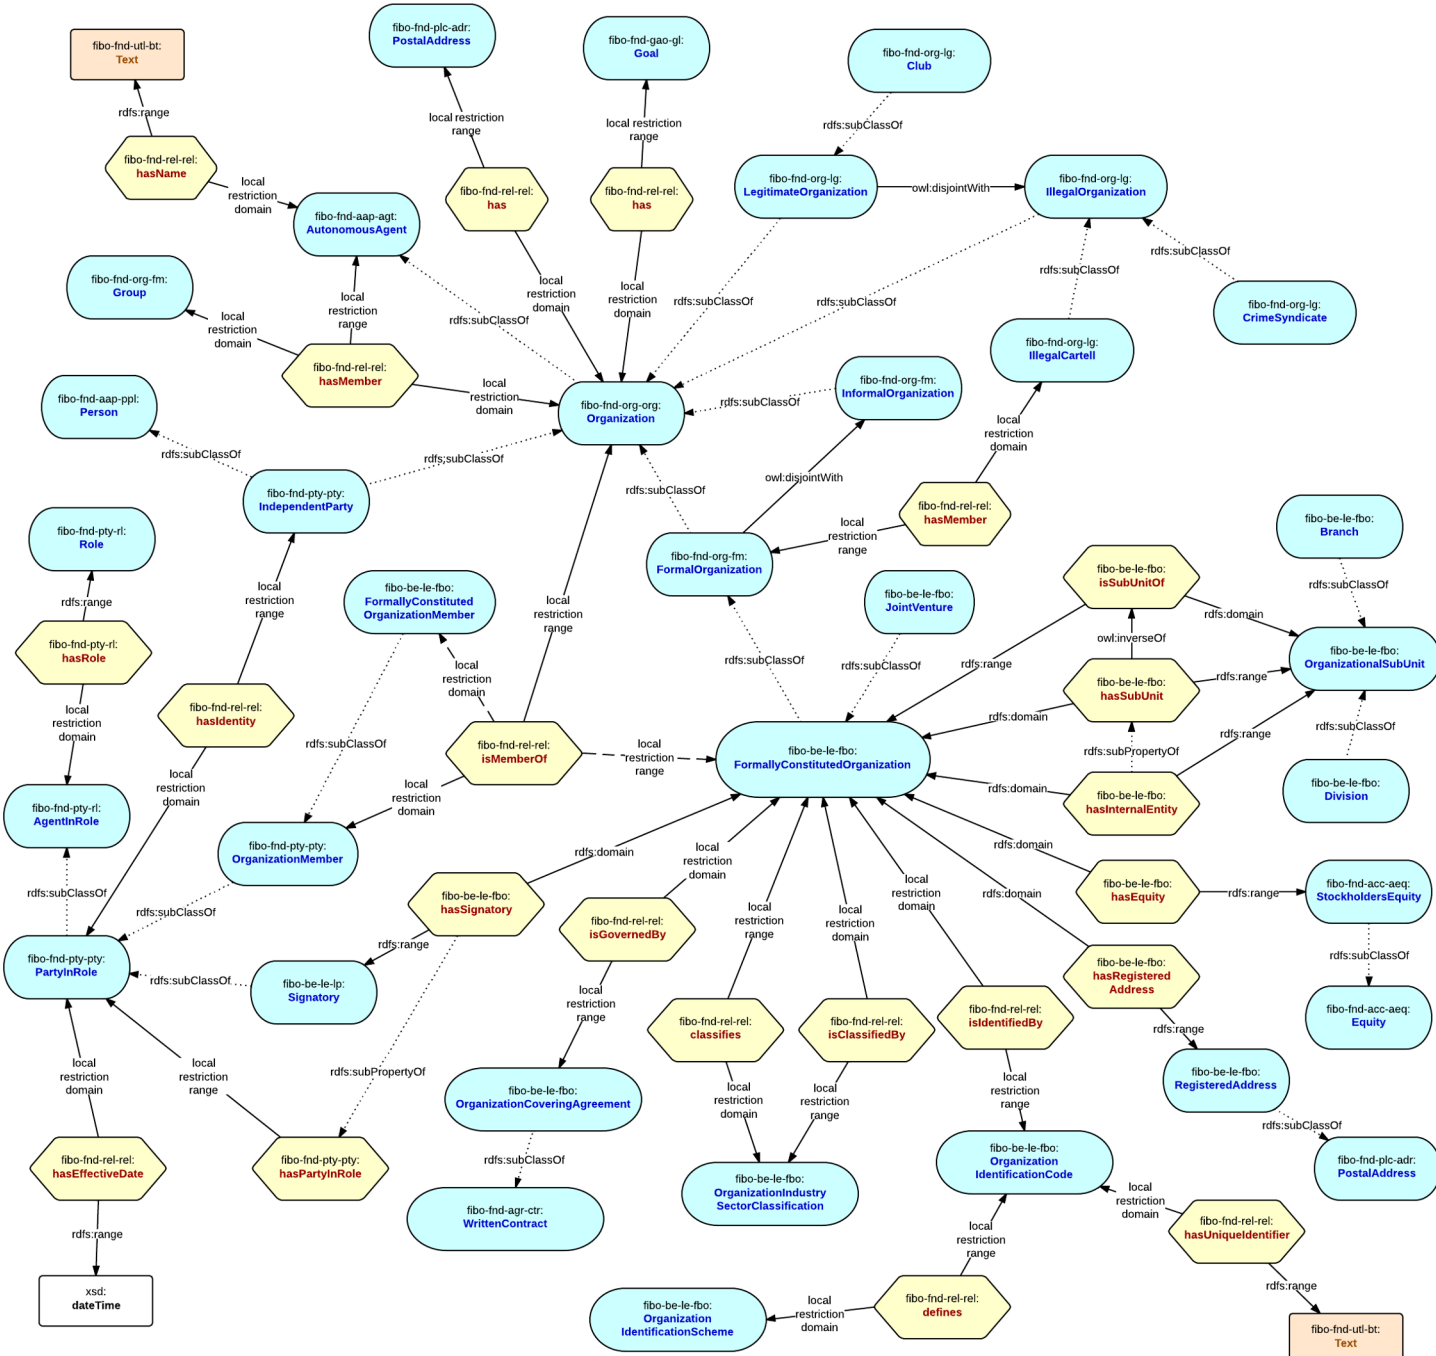 fibo-fnd-utl-bt:
Text
fibo-fnd-plc-adr:
PostalAddress
fibo-fnd-gao-gl:
Goal
fibo-fnd-org-lg:
Club
rdfs:range
local restriction
range
local restriction
range
rdfs:subClassOf
fibo-fnd-rel-rel:
hasName
local
restriction
domain
fibo-fnd-aap-agt:
AutonomousAgent
fibo-fnd-rel-rel:
has
fibo-fnd-rel-rel:
has
fibo-fnd-org-lg:
LegitimateOrganization
owl:disjointWith
fibo-fnd-org-lg:
IllegalOrganization
rdfs:subClassOf
rdfs:subClassOf
fibo-fnd-org-fm:
Group
local
restriction
domain
local
restriction
range
rdfs:subClassOf
local
restriction
domain
local
restriction
domain
rdfs:subClassOf
rdfs:subClassOf
fibo-fnd-org-lg:
CrimeSyndicate
fibo-fnd-org-lg:
IllegalCartell
fibo-fnd-rel-rel:
hasMember
local
restriction
domain
fibo-fnd-org-org:
Organization
rdfs:subClassOf
fibo-fnd-org-fm:
InformalOrganization
fibo-fnd-aap-ppl:
Person
rdfs:subClassOf
rdfs:subClassOf
local
restriction
domain
fibo-fnd-pty-pty:
IndependentParty
rdfs:subClassOf
owl:disjointWith
fibo-fnd-rel-rel:
hasMember
local
restriction
range
fibo-fnd-org-fm:
FormalOrganization
fibo-be-le-fbo:
Branch
fibo-fnd-pty-rl:
Role
rdfs:range
local
restriction
range
fibo-be-le-fbo:
FormallyConstituted
OrganizationMember
local
restriction
range
fibo-be-le-fbo:
JointVenture
fibo-be-le-fbo:
isSubUnitOf
rdfs:subClassOf
rdfs:domain
owl:inverseOf
fibo-fnd-pty-rl:
hasRole
local
restriction
domain
rdfs:subClassOf
rdfs:subClassOf
rdfs:range
fibo-be-le-fbo:
OrganizationalSubUnit
fibo-be-le-fbo:
hasSubUnit
rdfs:range
rdfs:domain
local
restriction
domain
fibo-fnd-rel-rel:
hasIdentity
rdfs:subClassOf
fibo-fnd-rel-rel:
isMemberOf
local
restriction
range
fibo-be-le-fbo:
FormallyConstitutedOrganization
rdfs:subPropertyOf
rdfs:range
rdfs:subClassOf
local
restriction
domain
local
restriction
domain
rdfs:domain
fibo-be-le-fbo:
hasInternalEntity
fibo-be-le-fbo:
Division
fibo-fnd-pty-rl:
AgentInRole
fibo-fnd-pty-pty:
OrganizationMember
rdfs:domain
local
restriction
domain
rdfs:domain
rdfs:subClassOf
rdfs:subClassOf
fibo-be-le-fbo:
hasSignatory
fibo-fnd-rel-rel:
isGovernedBy
local
restriction
range
local
restriction
domain
local
restriction
domain
rdfs:domain
fibo-be-le-fbo:
hasEquity
rdfs:range
fibo-fnd-acc-aeq:
StockholdersEquity
rdfs:range
rdfs:subClassOf
fibo-fnd-pty-pty:
PartyInRole
rdfs:subClassOf
fibo-be-le-lp:
Signatory
fibo-be-le-fbo:
hasRegistered
Address
local
restriction
range
fibo-fnd-rel-rel:
classifies
fibo-fnd-rel-rel:
isClassifiedBy
fibo-fnd-rel-rel:
isIdentifiedBy
rdfs:range
fibo-fnd-acc-aeq:
Equity
local
restriction
domain
local
restriction
range
rdfs:subPropertyOf
fibo-be-le-fbo:
OrganizationCoveringAgreement
local
restriction
domain
local
restriction
range
local
restriction
range
fibo-be-le-fbo:
RegisteredAddress
rdfs:subClassOf
fibo-fnd-rel-rel:
hasEffectiveDate
fibo-fnd-pty-pty:
hasPartyInRole
rdfs:subClassOf
fibo-be-le-fbo:
OrganizationIndustry
SectorClassification
fibo-be-le-fbo:
Organization
IdentificationCode
fibo-fnd-plc-adr:
PostalAddress
local
restriction
domain
fibo-fnd-agr-ctr:
WrittenContract
rdfs:range
local
restriction
range
fibo-fnd-rel-rel:
hasUniqueIdentifier
rdfs:range
xsd:
dateTime
fibo-be-le-fbo:
Organization
IdentificationScheme
local
restriction
domain
fibo-fnd-rel-rel:
defines
fibo-fnd-utl-bt:
Text